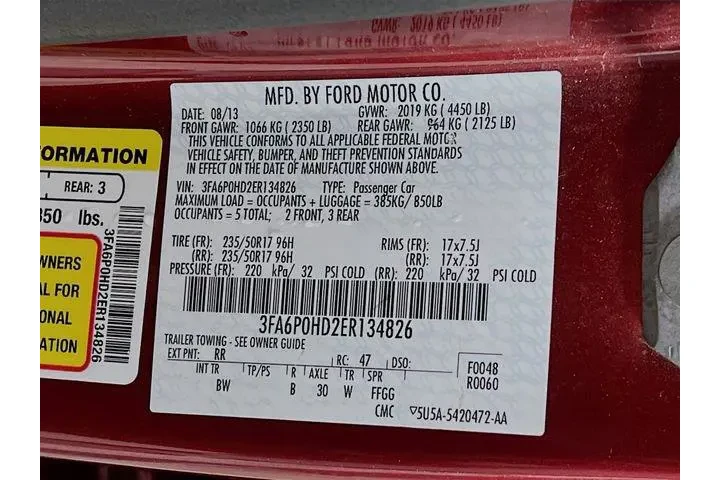 MFD. BY FORD MOTOR CO.
DATE: 08/13 GVWR: 2019 KG ( 4450 LB)
FRONT GAWR: 1066 KG ( 2350 LB) REAR GAWR: 964 KG ( 2125 LB)
THIS VEHICLE CONFORMS TO ALL APPLICABLE FEDERAL MOTOR
VEHICLE SAFETY, BUMPER, AND THEFT PREVENTION STANDARDS
IN EFFECT ON THE DATE OF MANUFACTURE SHOWN ABOVE.
VIN: 3FA6P0HD2ER134826 TYPE: Passenger Car
MAXIMUM LOAD = OCCUPANTS + LUGGAGE = 385KG/ 850LB
OCCUPANTS = 5 TOTAL; 2 FRONT, 3 REAR
TIRE (FR): 235/50R17 96H RIMS (FR): 17x7.5J
(RR): 235/50R17 96H (RR): 17x7.5J
PRESSURE (FR): 220 kPa/ 32 PSI COLD (RR): 220 kPa/ 32 PSI COLD
3FA6P0HD2ER134826
TRAILER TOWING - SEE OWNER GUIDE
EXT PNT: RR RC: 47 DSO: F0048
INT TR TP/PS R AXLE TR SPR R0060
BW B 30 W FFGG
CMC ▽5U5A-5420472-AA
FORMATION
REAR: 3
850 lbs.
WNERS
AL FOR
ONAL
3FA6P0HD2ER134826